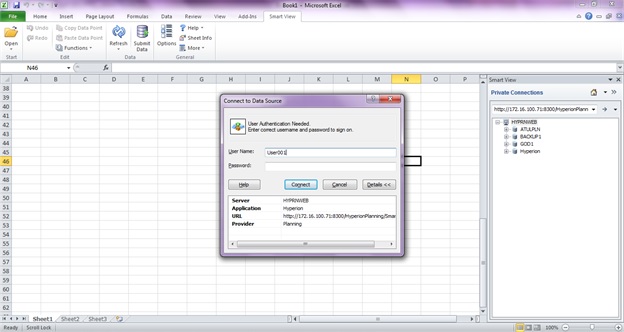 Book1 - Microsoft Excel
File Home Insert Page Layout Formulas Data Review View Add-Ins Smart View
Open Undo Redo Copy Data Point Paste Data Point Functions Refresh Submit Data Options Help Sheet Info More
Start Edit Data General
N46 fx
A B C D E F G H I J K L M N O
38
39
40
41
42
43
44
45
46
47
48
49
50
51
52
53
54
55
56
57
58
59
60
61
62
Connect to Data Source
User Authentication Needed.
Enter correct username and password to sign on.
User Name: User001
Password:
Help Connect Cancel Details <<
Server HYPRNWEB
Application Hyperion
URL http://172.16.100.71:8300/HyperionPlanning/Smar
Provider Planning
Smart View
Private Connections
http://172.16.100.71:8300/HyperionPlann
HYPRNWEB
ATULPLN
BACKUP1
GOD1
Hyperion
Sheet1 Sheet2 Sheet3
Ready Scroll Lock 100%